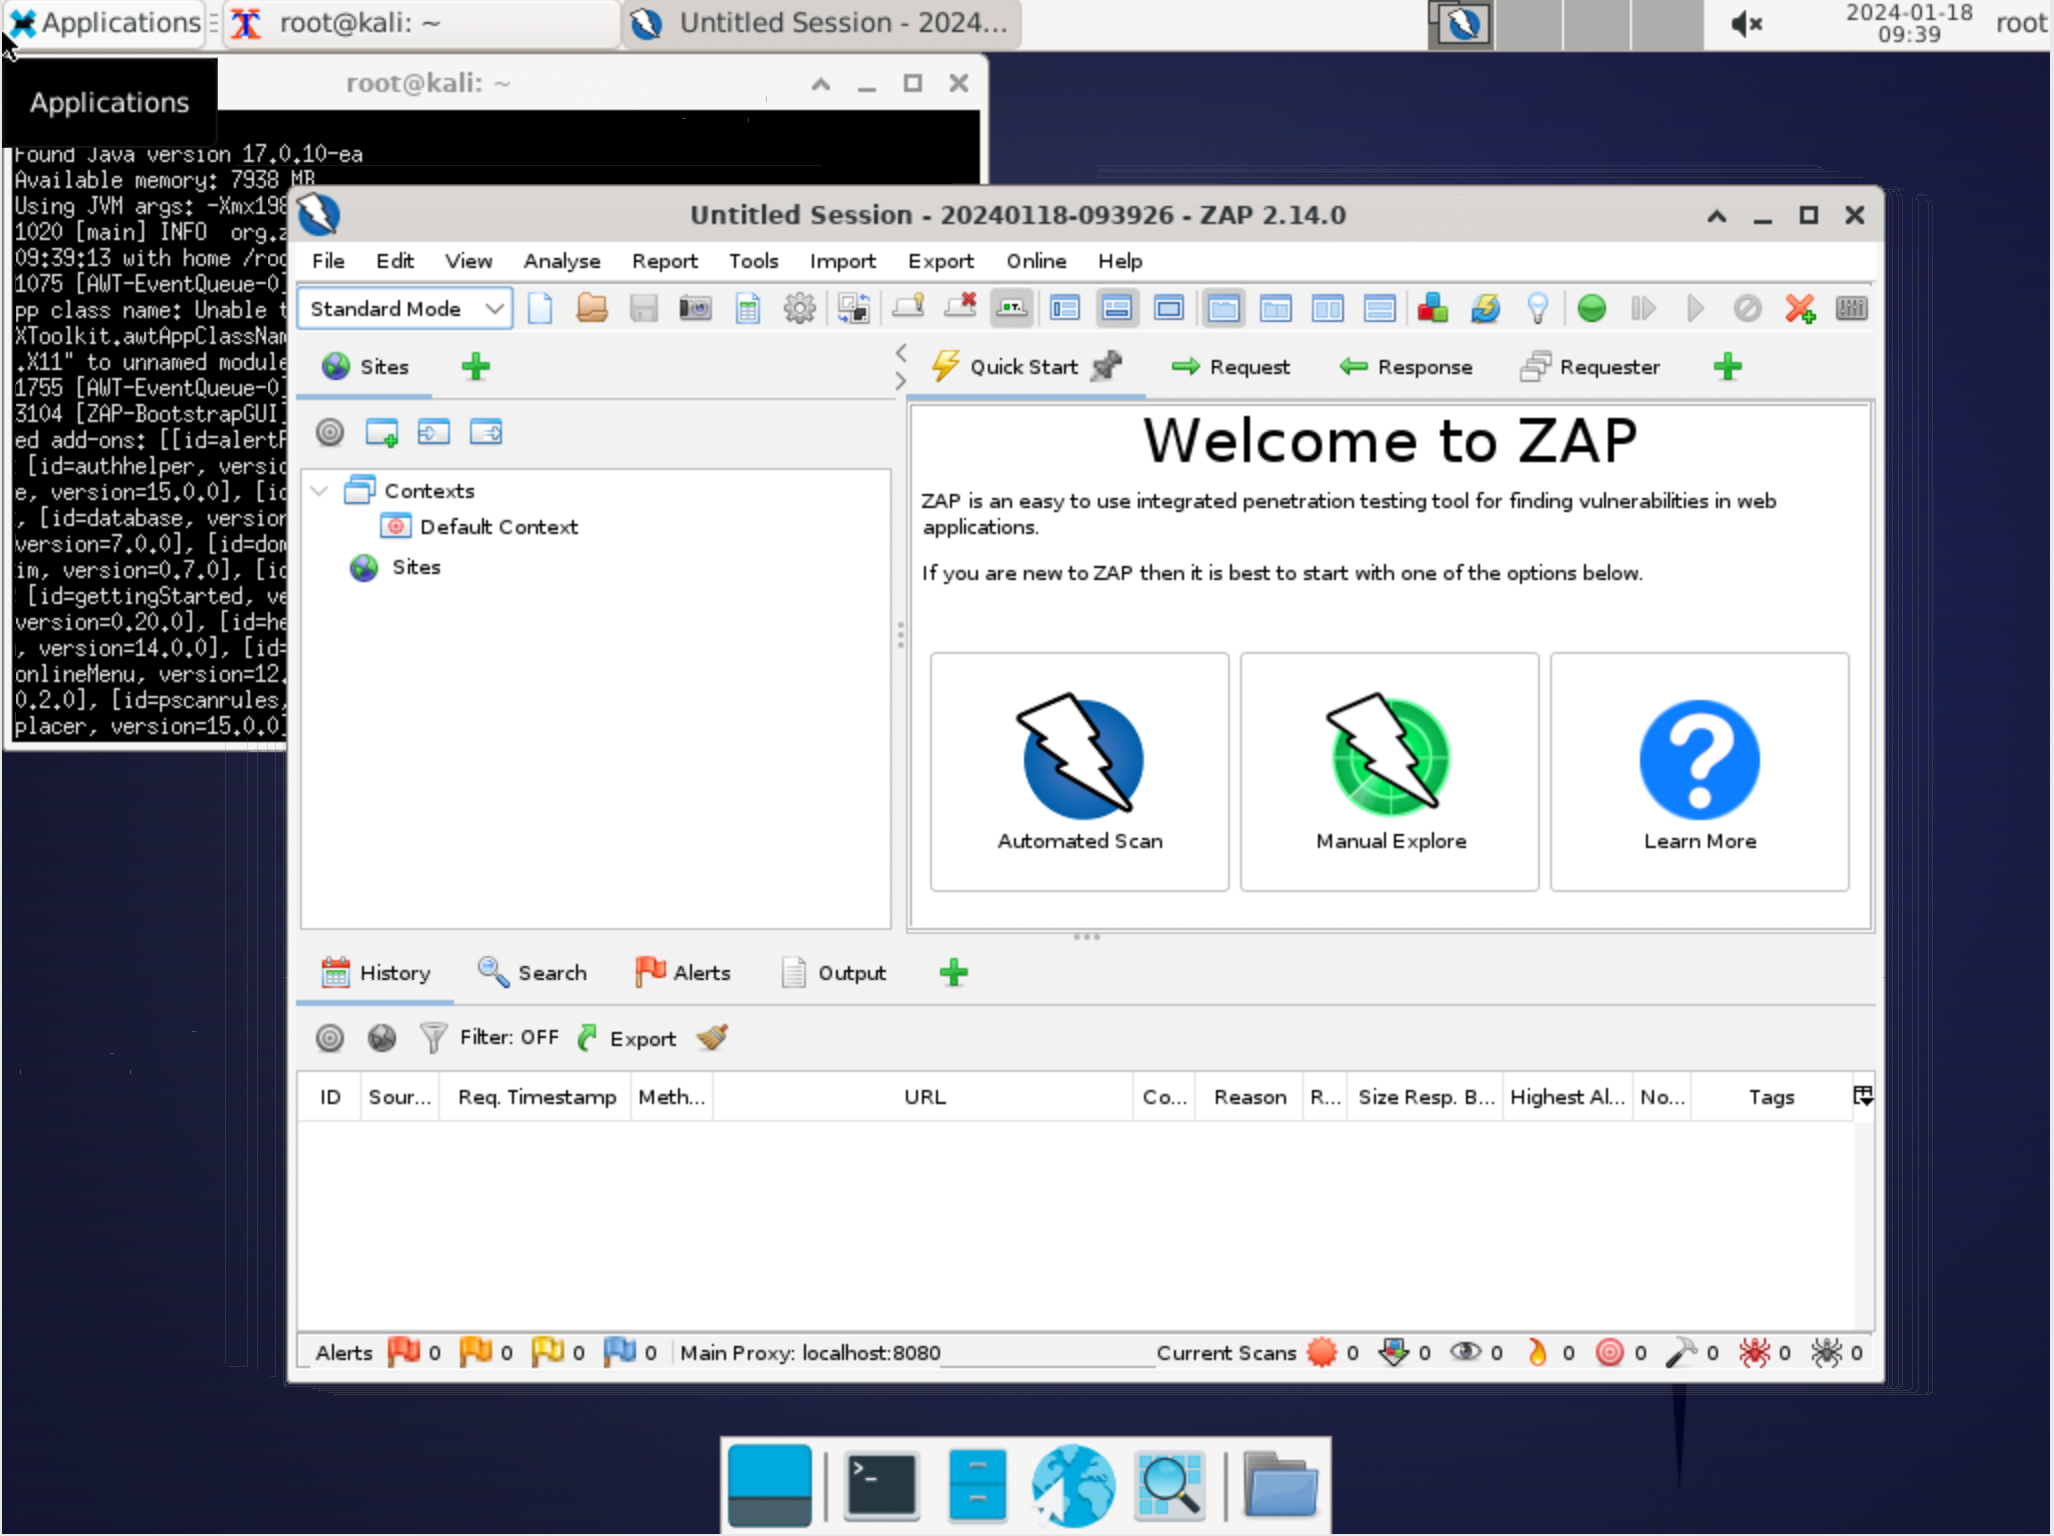 Applications
root@kali: ~
Untitled Session - 2024...
2024-01-18
09:39
root
Applications
root@kali: ~
Found Java version 17.0.10-ea
Available memory: 7938 MB
Using JVM args: -Xmx198
1020 [main] INFO org.z
09:39:13 with home /roo
1075 [AWT-EventQueue-0]
pp class name: Unable t
XToolkit.awtAppClassNam
.X11" to unnamed module
1755 [AWT-EventQueue-0]
3104 [ZAP-BootstrapGUI]
ed add-ons: [[id=alertF
[id=authhelper, versio
e, version=15.0.0], [id
, [id=database, version
version=7.0.0], [id=dom
im, version=0.7.0], [id
[id=gettingStarted, ve
version=0.20.0], [id=he
, version=14.0.0], [id=
onlineMenu, version=12.
0.2.0], [id=pscanrules,
placer, version=15.0.0]
Untitled Session - 20240118-093926 - ZAP 2.14.0
File Edit View Analyse Report Tools Import Export Online Help
Standard Mode
Sites
Quick Start Request Response Requester
Contexts
Default Context
Sites
Welcome to ZAP
ZAP is an easy to use integrated penetration testing tool for finding vulnerabilities in web
applications.
If you are new to ZAP then it is best to start with one of the options below.
Automated Scan Manual Explore Learn More
History Search Alerts Output
Filter: OFF Export
ID Sour... Req. Timestamp Meth... URL Co... Reason R... Size Resp. B... Highest Al... No... Tags
Alerts 0 0 0 0 Main Proxy: localhost:8080 Current Scans 0 0 0 0 0 0 0 0